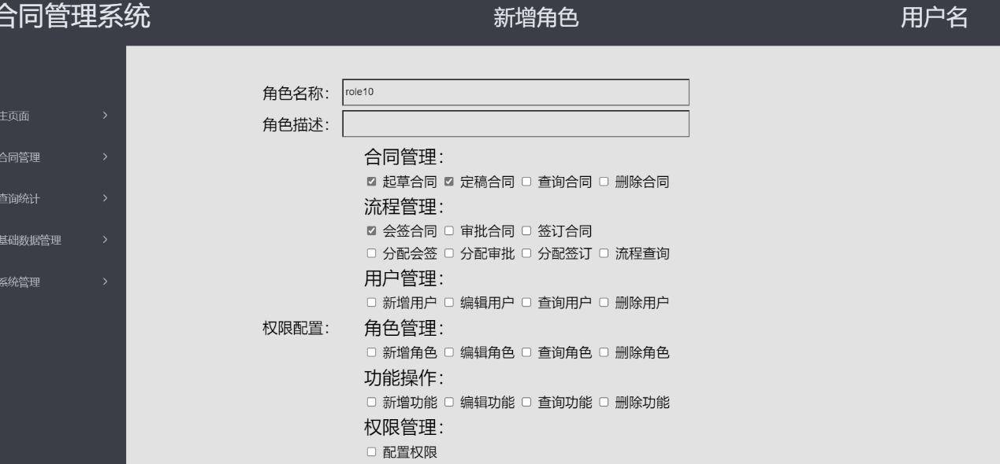 合同管理系统
新增角色
用户名
主页面
合同管理
查询统计
基础数据管理
系统管理
角色名称: role10
角色描述:
权限配置:
合同管理:
起草合同 定稿合同 查询合同 删除合同
流程管理:
会签合同 审批合同 签订合同
分配会签 分配审批 分配签订 流程查询
用户管理:
新增用户 编辑用户 查询用户 删除用户
角色管理:
新增角色 编辑角色 查询角色 删除角色
功能操作:
新增功能 编辑功能 查询功能 删除功能
权限管理:
配置权限